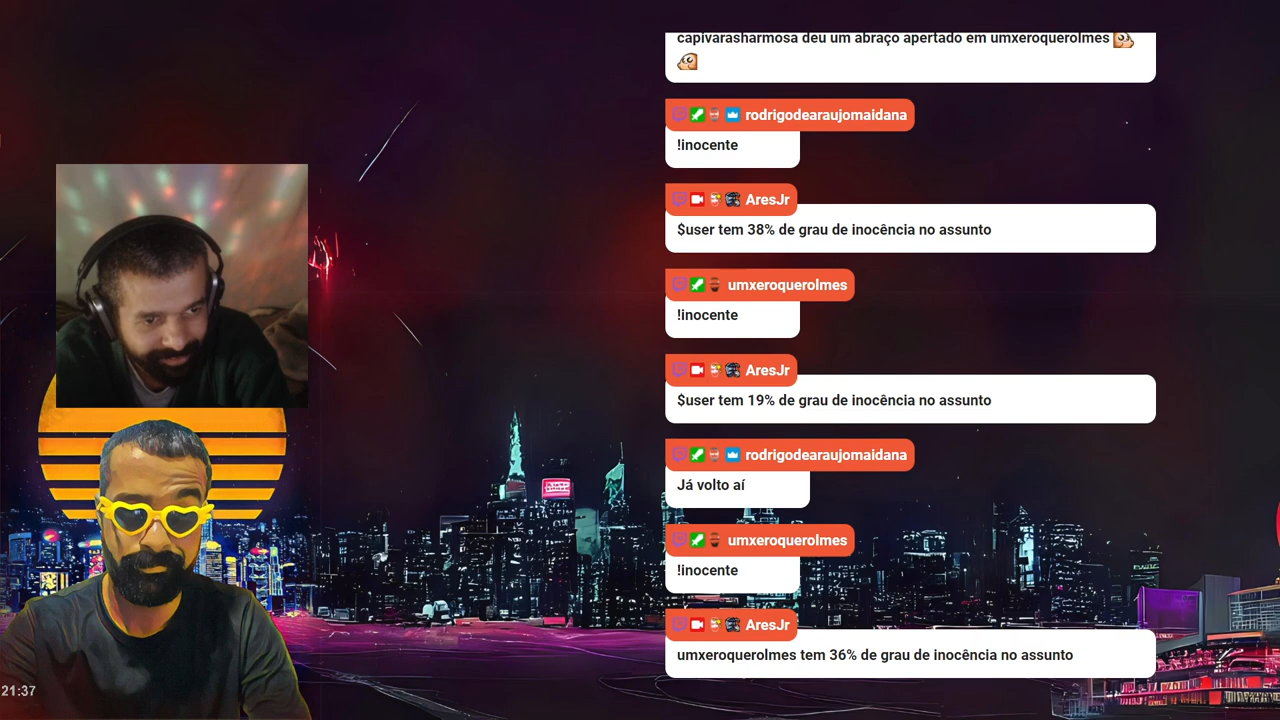 capivarasharmosa deu um abraço apertado em umxeroquerolmes
rodrigodearaujomaidana
!inocente
AresJr
$user tem 38% de grau de inocência no assunto
umxeroquerolmes
!inocente
AresJr
$user tem 19% de grau de inocência no assunto
rodrigodearaujomaidana
Já volto aí
umxeroquerolmes
!inocente
AresJr
umxeroquerolmes tem 36% de grau de inocência no assunto
21:37